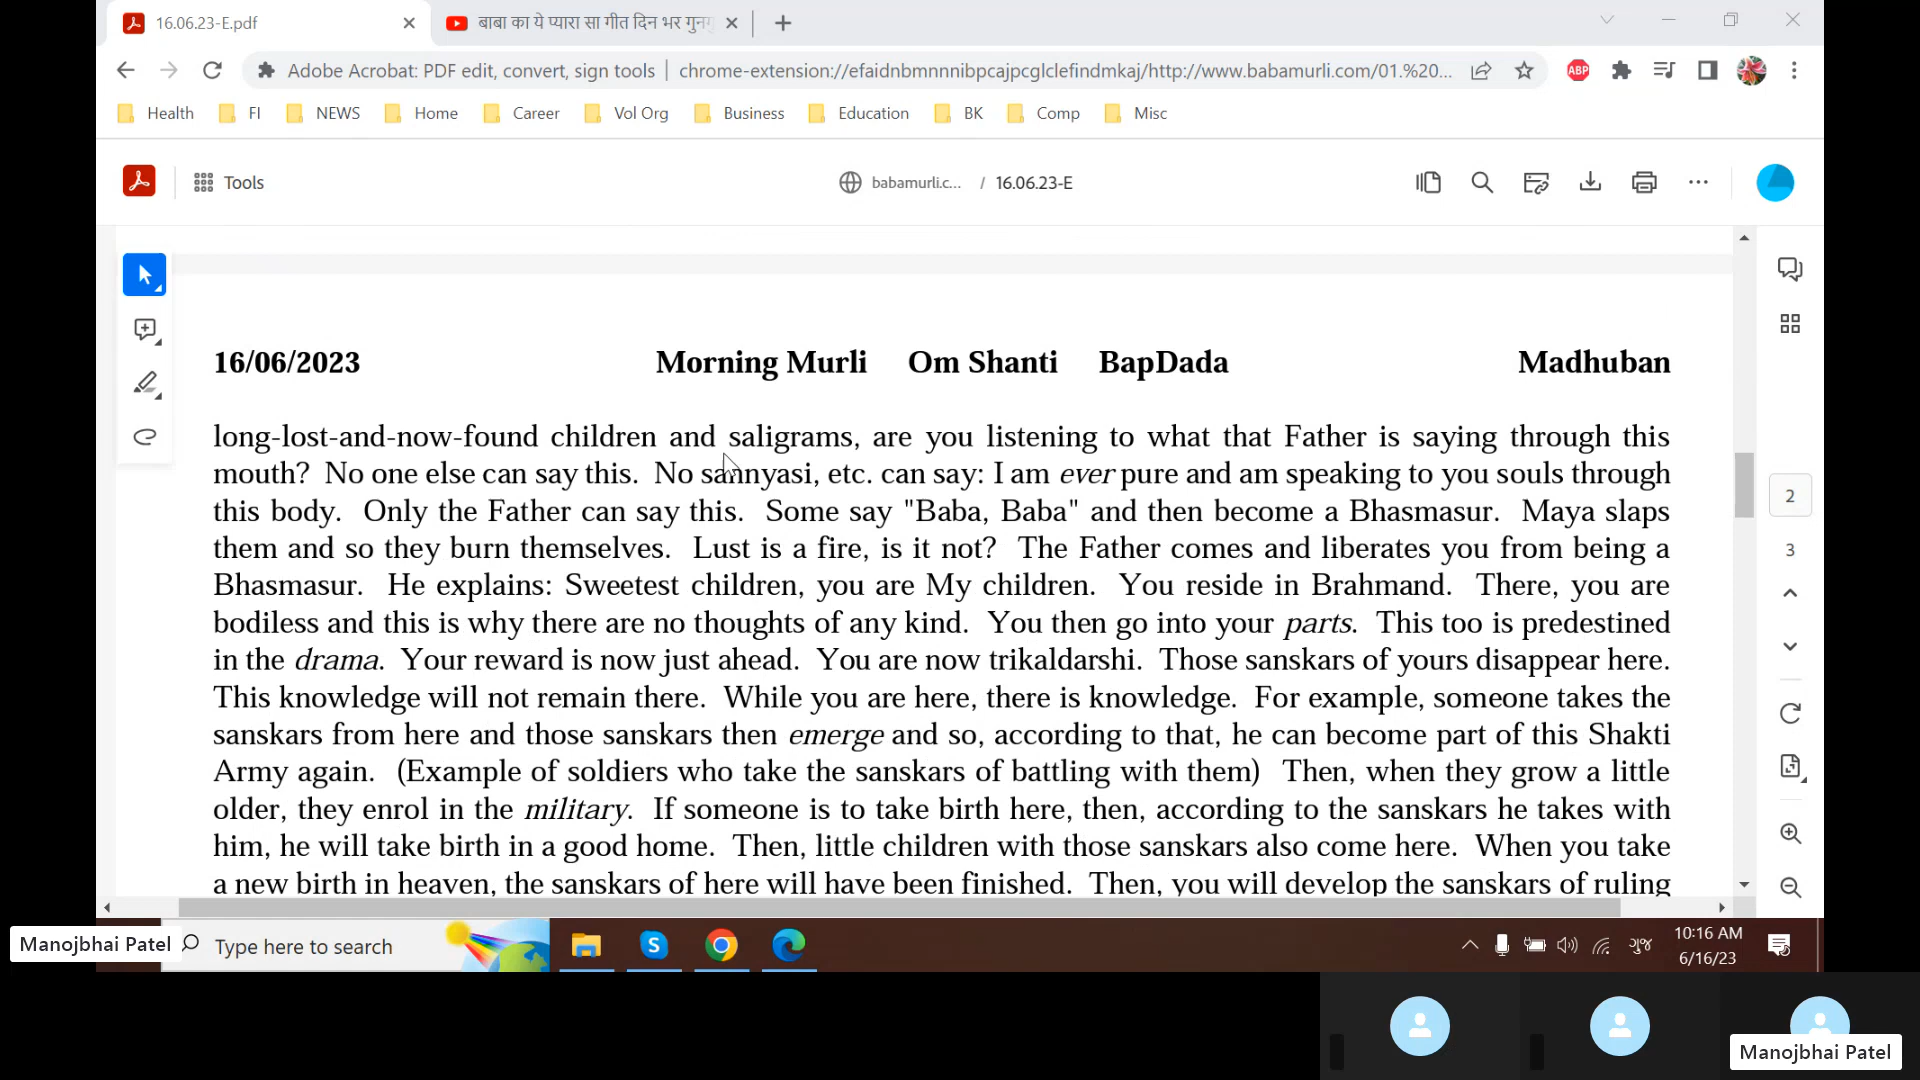 16.06.23-E.pdf
बाबा का ये प्यारा सा गीत दिन भर
Adobe Acrobat: PDF edit, convert, sign tools | chrome-extension://efaidnbmnnnibpcajpcglclefindmkaj/http://www.babamurli.com/01.%20...
ABP
Health FI NEWS Home Career Vol Org Business Education BK Comp Misc
Tools
babamurli.c... / 16.06.23-E
16/06/2023 Morning Murli Om Shanti BapDada Madhuban
long-lost-and-now-found children and saligrams, are you listening to what that Father is saying through this
mouth? No one else can say this. No sannyasi, etc. can say: I am ever pure and am speaking to you souls through
this body. Only the Father can say this. Some say "Baba, Baba" and then become a Bhasmasur. Maya slaps
them and so they burn themselves. Lust is a fire, is it not? The Father comes and liberates you from being a
Bhasmasur. He explains: Sweetest children, you are My children. You reside in Brahmand. There, you are
bodiless and this is why there are no thoughts of any kind. You then go into your parts. This too is predestined
in the drama. Your reward is now just ahead. You are now trikaldarshi. Those sanskars of yours disappear here.
This knowledge will not remain there. While you are here, there is knowledge. For example, someone takes the
sanskars from here and those sanskars then emerge and so, according to that, he can become part of this Shakti
Army again. (Example of soldiers who take the sanskars of battling with them) Then, when they grow a little
older, they enrol in the military. If someone is to take birth here, then, according to the sanskars he takes with
him, he will take birth in a good home. Then, little children with those sanskars also come here. When you take
a new birth in heaven, the sanskars of here will have been finished. Then, you will develop the sanskars of ruling
2
3
Manojbhai Patel
Type here to search
ગુજ
10:16 AM
6/16/23
Manojbhai Patel